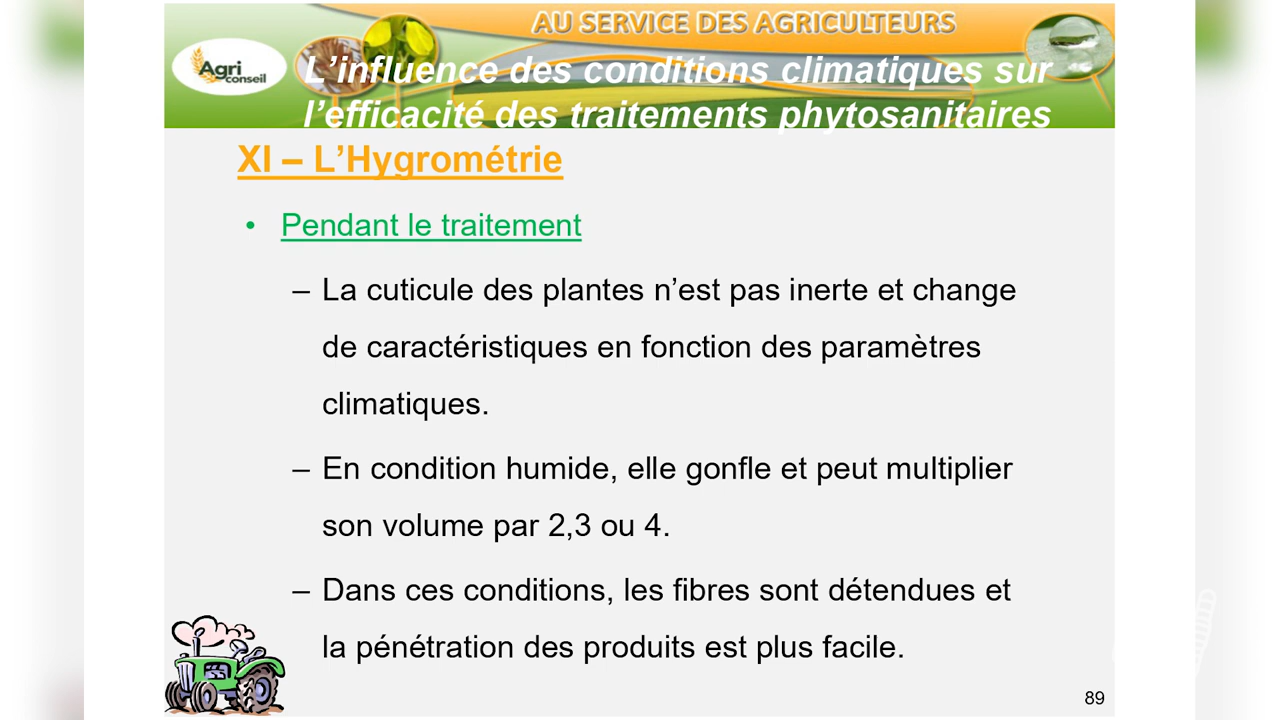 AU SERVICE DES AGRICULTEURS
Agri
conseil
L'influence des conditions climatiques sur
l'efficacité des traitements phytosanitaires
XI – L'Hygrométrie
• Pendant le traitement
– La cuticule des plantes n'est pas inerte et change
de caractéristiques en fonction des paramètres
climatiques.
– En condition humide, elle gonfle et peut multiplier
son volume par 2,3 ou 4.
– Dans ces conditions, les fibres sont détendues et
la pénétration des produits est plus facile.
89